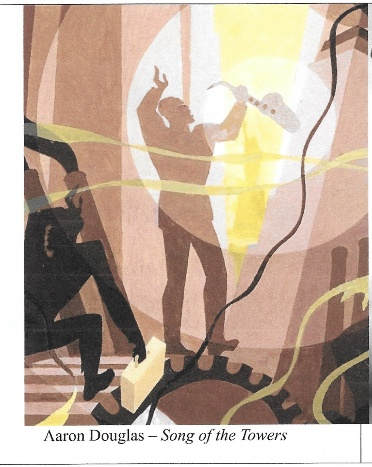 Aaron Douglas – Song of the Towers